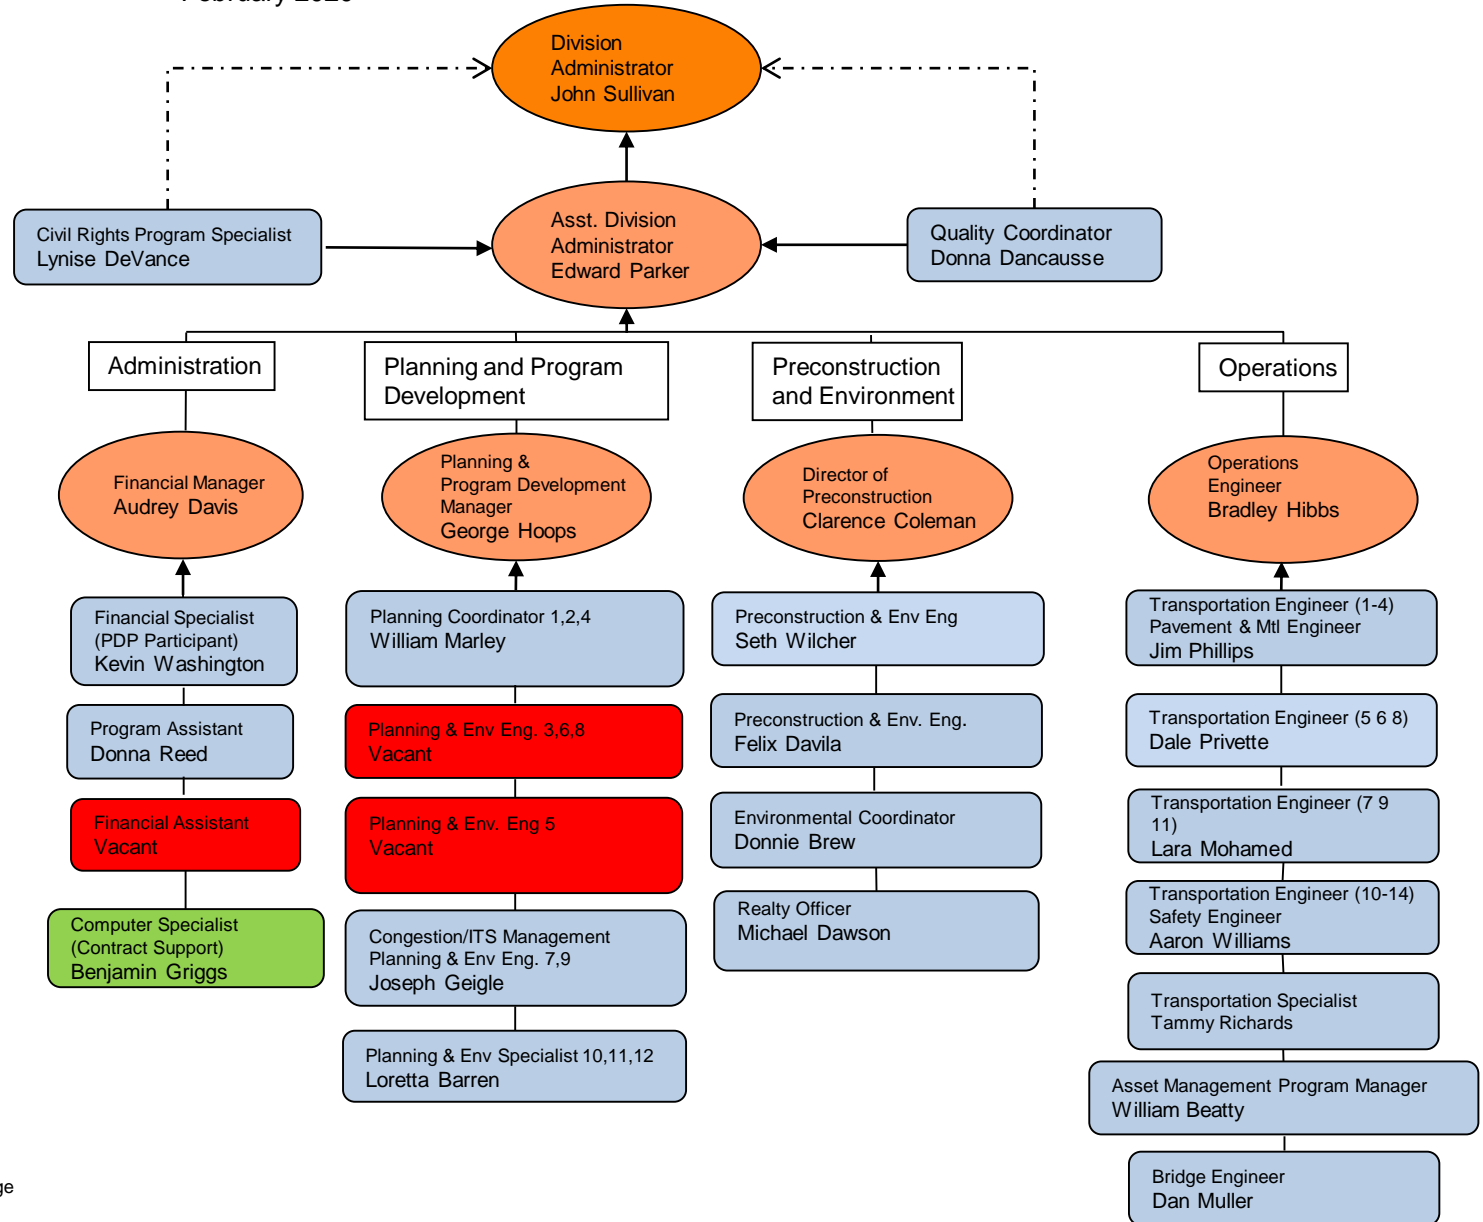 Division
Administrator
John Sullivan
Civil Rights Program Specialist
Lynise DeVance
Asst. Division
Administrator
Edward Parker
Quality Coordinator
Donna Dancausse
Administration
Planning and Program
Development
Preconstruction
and Environment
Operations
Financial Manager
Audrey Davis
Planning &
Program Development
Manager
George Hoops
Director of
Preconstruction
Clarence Coleman
Operations
Engineer
Bradley Hibbs
Financial Specialist
(PDP Participant)
Kevin Washington
Program Assistant
Donna Reed
Financial Assistant
Vacant
Computer Specialist
(Contract Support)
Benjamin Griggs
Planning Coordinator 1,2,4
William Marley
Planning & Env Eng. 3,6,8
Vacant
Planning & Env. Eng 5
Vacant
Congestion/ITS Management
Planning & Env Eng. 7,9
Joseph Geigle
Planning & Env Specialist 10,11,12
Loretta Barren
Preconstruction & Env Eng
Seth Wilcher
Preconstruction & Env. Eng.
Felix Davila
Environmental Coordinator
Donnie Brew
Realty Officer
Michael Dawson
Transportation Engineer (1-4)
Pavement & Mtl Engineer
Jim Phillips
Transportation Engineer (5 6 8)
Dale Privette
Transportation Engineer (7 9
11)
Lara Mohamed
Transportation Engineer (10-14)
Safety Engineer
Aaron Williams
Transportation Specialist
Tammy Richards
Asset Management Program Manager
William Beatty
Bridge Engineer
Dan Muller